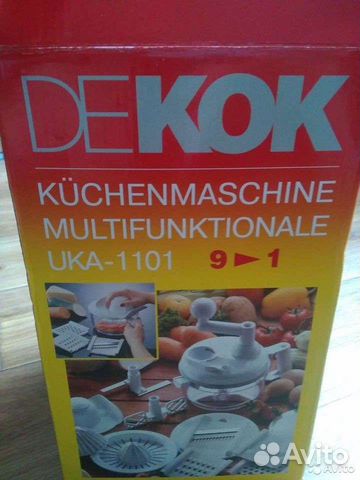 DEKOK
KÜCHENMASCHINE
MULTIFUNKTIONALE
UKA-1101 9►1
Avito